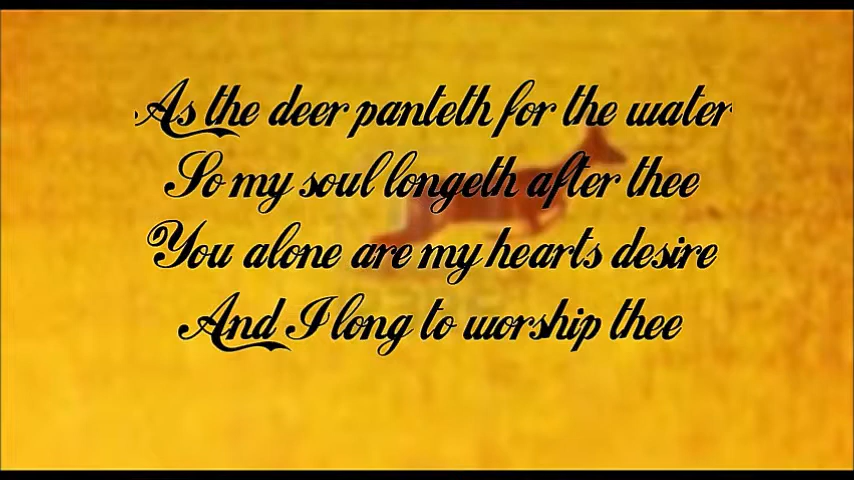 As the deer panteth for the water
So my soul longeth after thee
You alone are my hearts desire
And I long to worship thee